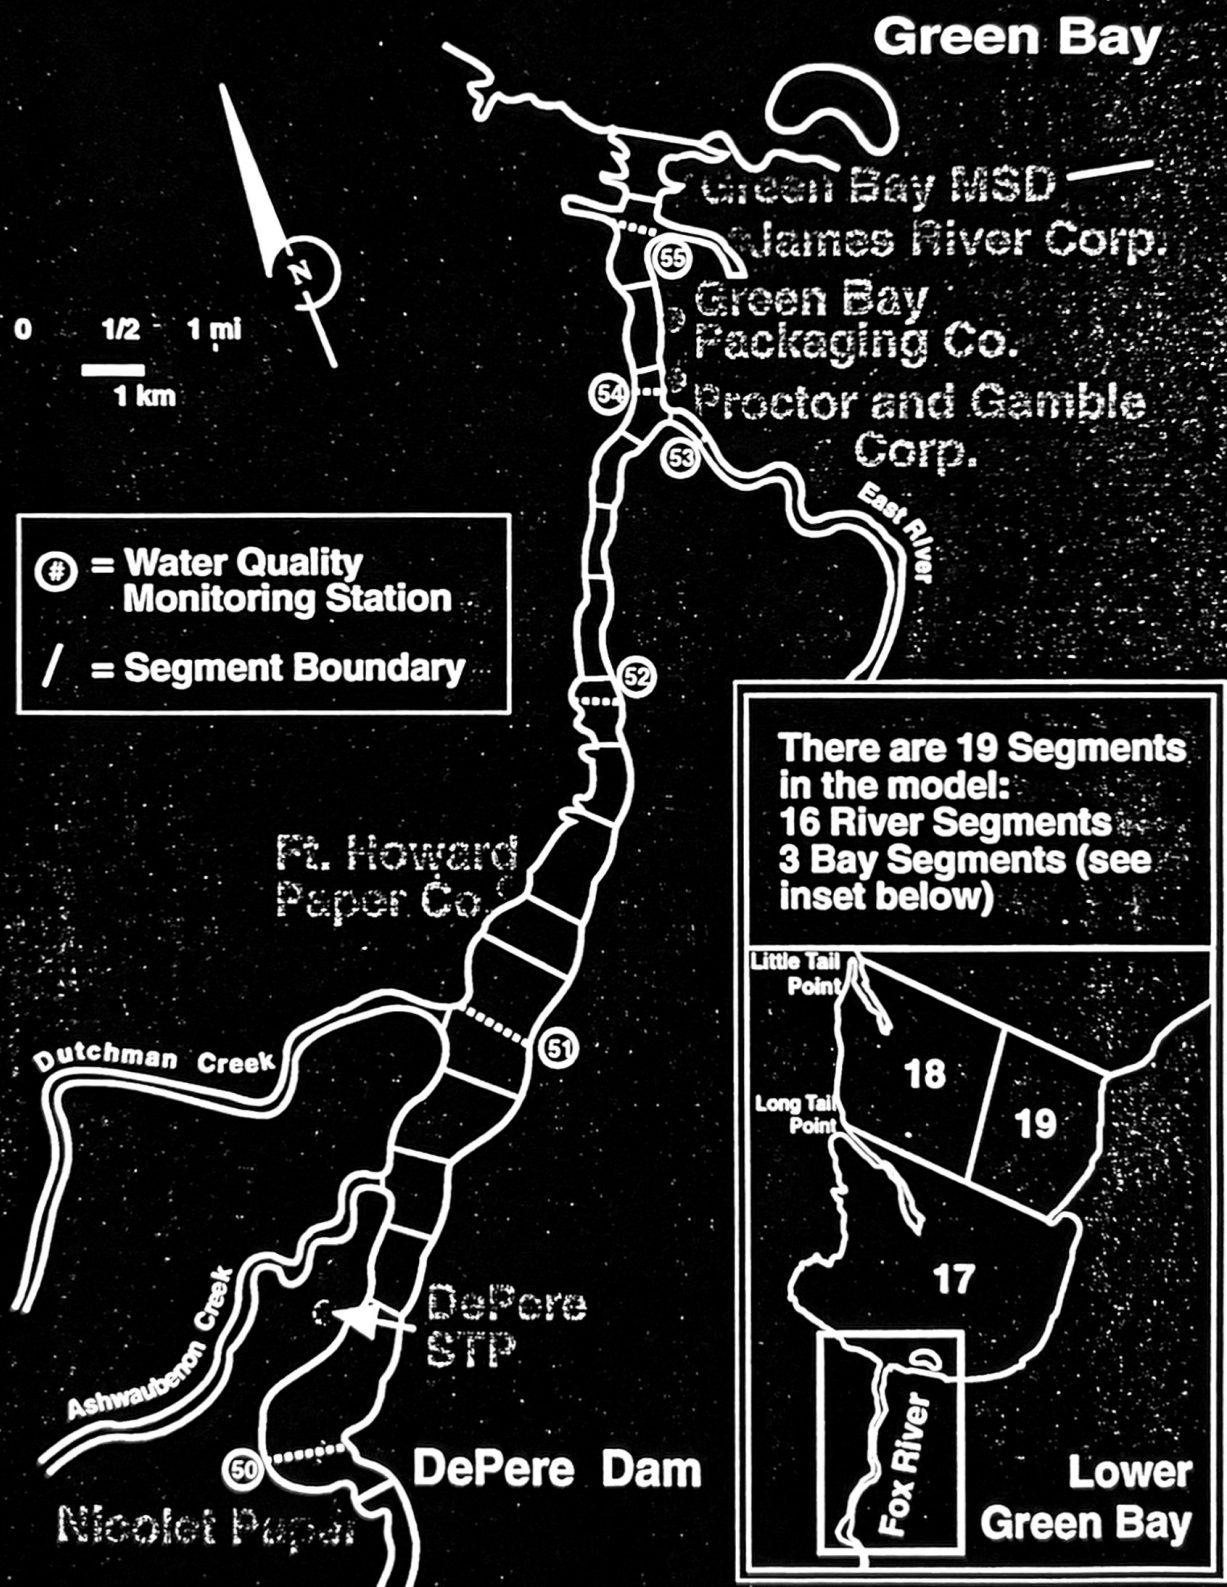 Green Bay
Green Bay MSD
James River Corp.
55
Green Bay
Packaging Co.
54
Proctor and Gamble
Corp.
53
East River
N
0 1/2 1 mi
1 km
# = Water Quality
Monitoring Station
/ = Segment Boundary
52
There are 19 Segments
in the model:
16 River Segments
3 Bay Segments (see
inset below)
Ft. Howard
Paper Co.
Little Tail
Point
18
19
Long Tail
Point
17
Fox River
Lower
Green Bay
51
Dutchman Creek
Ashwaubenon Creek
DePere
STP
50
DePere Dam
Nicolet Paper